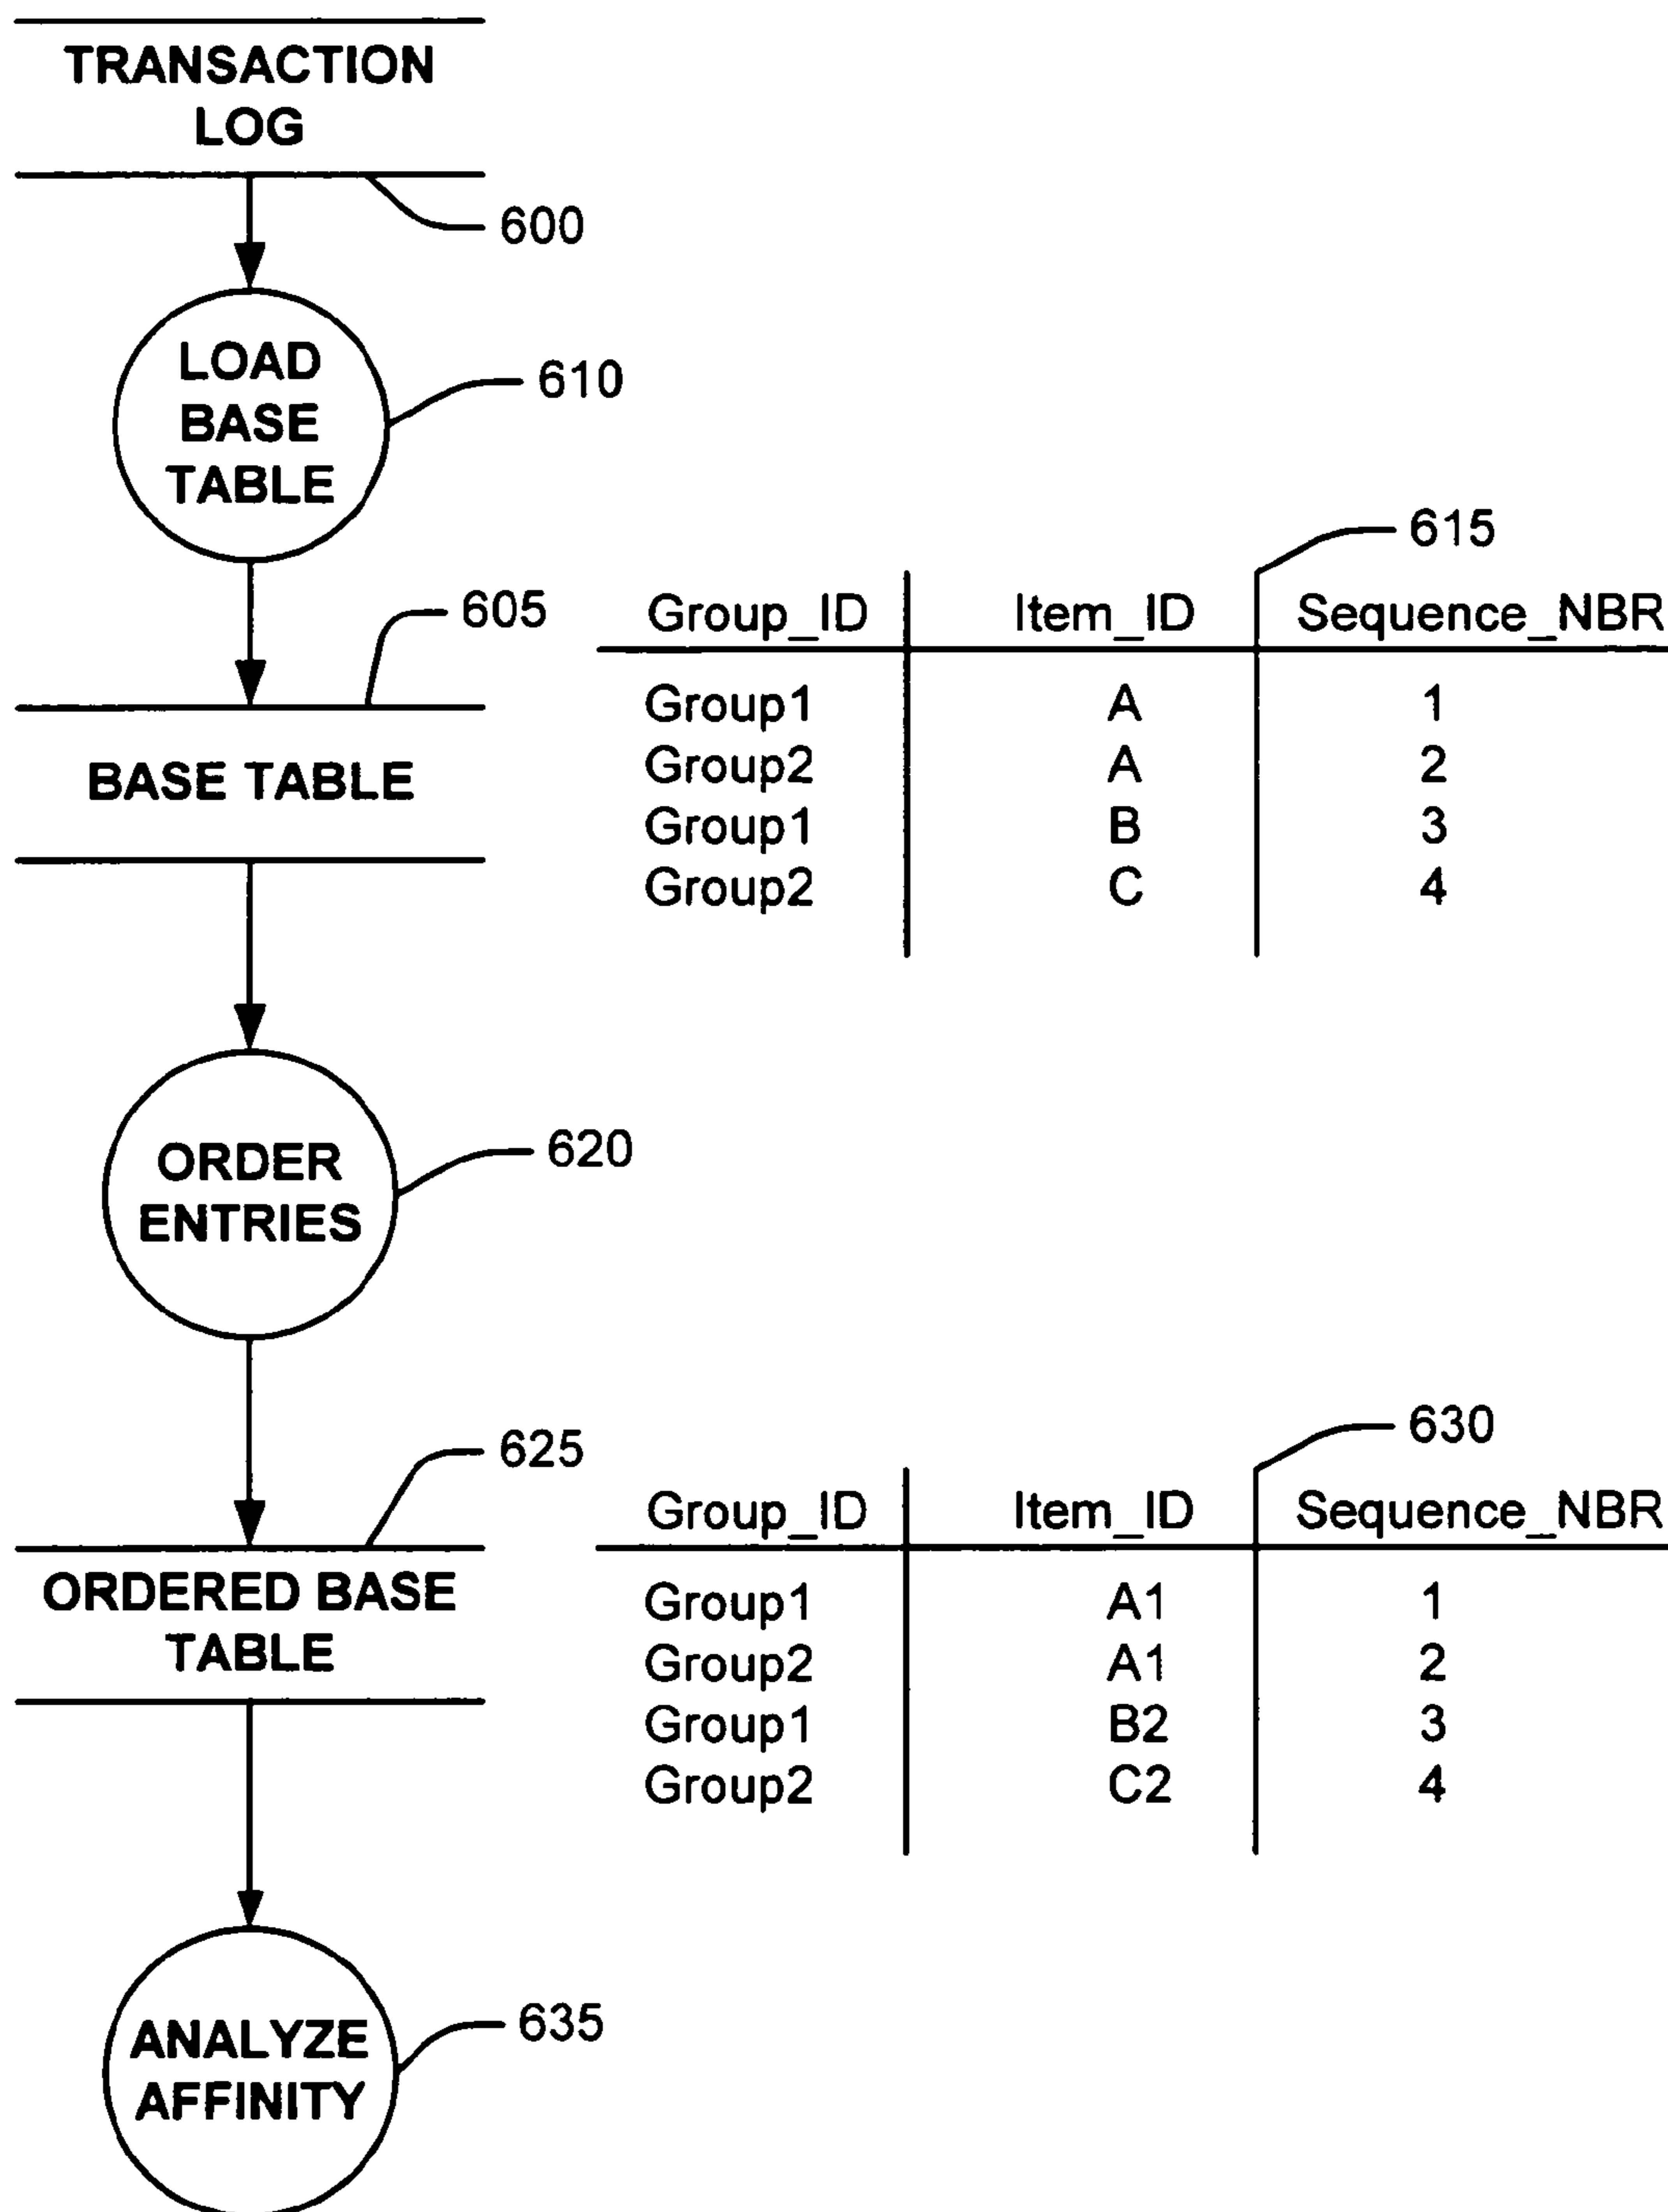 TRANSACTION
LOG
600
LOAD
BASE
TABLE
610
605
BASE TABLE
615
Group_ID Item_ID Sequence_NBR
Group1 A 1
Group2 A 2
Group1 B 3
Group2 C 4
ORDER
ENTRIES
620
625
ORDERED BASE
TABLE
630
Group_ID Item_ID Sequence_NBR
Group1 A1 1
Group2 A1 2
Group1 B2 3
Group2 C2 4
ANALYZE
AFFINITY
635